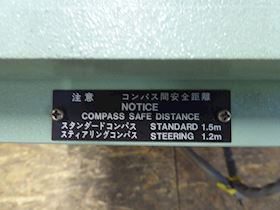 注意 コンパス間安全距離
NOTICE
COMPASS SAFE DISTANCE
スタンダードコンパス STANDARD 1.5m
スティアリングコンパス STEERING 1.2m